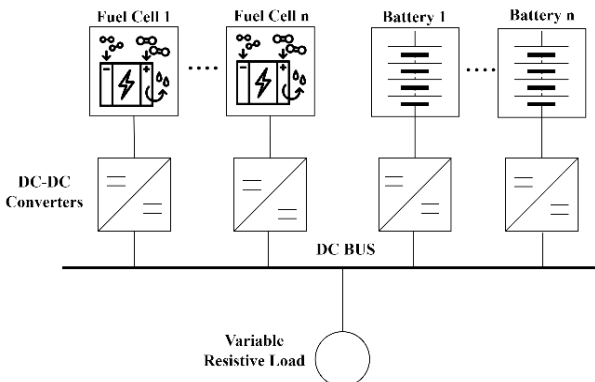 Fuel Cell 1
Fuel Cell n
Battery 1
Battery n
DC-DC
Converters
DC BUS
Variable
Resistive Load